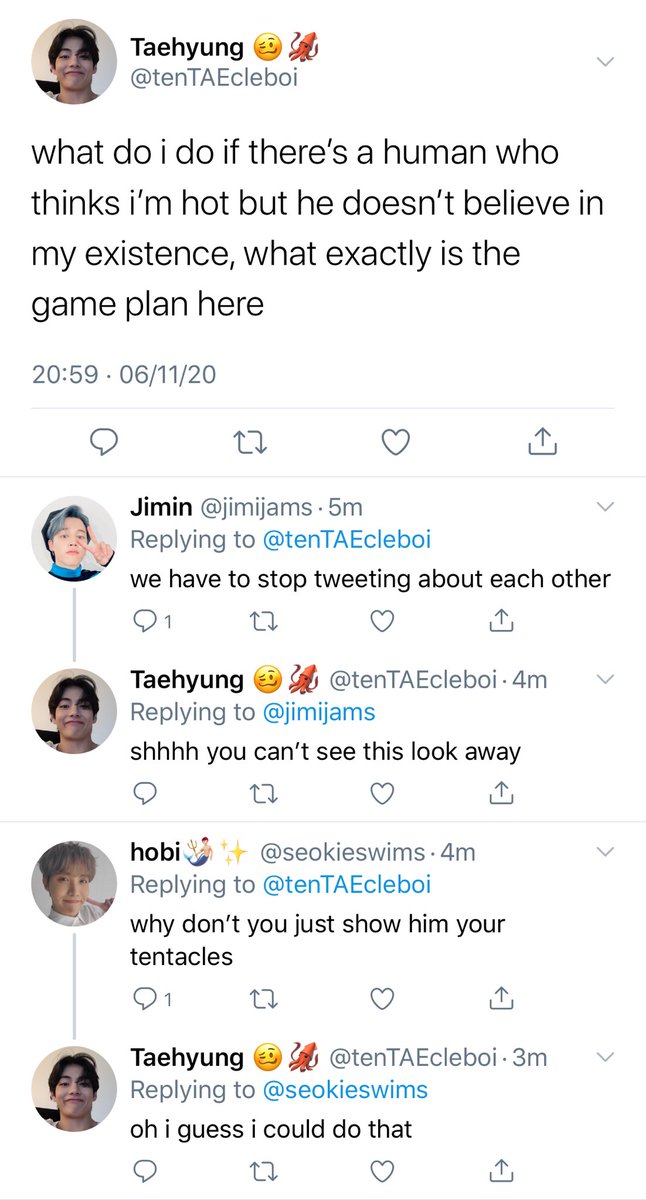 Taehyung 🥴🦑
@tenTAEcleboi
what do i do if there’s a human who
thinks i’m hot but he doesn’t believe in
my existence, what exactly is the
game plan here
20:59 · 06/11/20
Jimin @jimijams · 5m
Replying to @tenTAEcleboi
we have to stop tweeting about each other
1
Taehyung 🥴🦑 @tenTAEcleboi · 4m
Replying to @jimijams
shhhh you can’t see this look away
hobi🧜🏻‍♂️✨ @seokieswims · 4m
Replying to @tenTAEcleboi
why don’t you just show him your
tentacles
1
Taehyung 🥴🦑 @tenTAEcleboi · 3m
Replying to @seokieswims
oh i guess i could do that